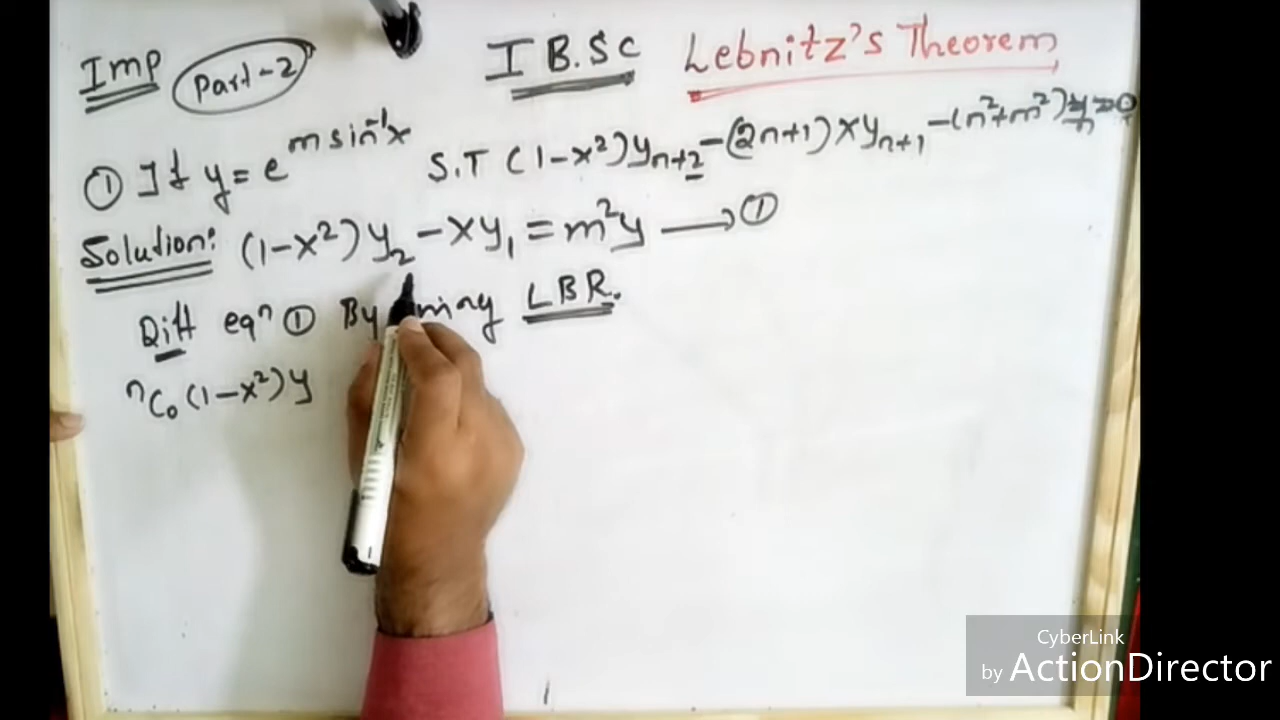 Imp Part-2 I B.Sc Lebnitz's Theorem
① If y = e^{m sin⁻¹x} S.T (1-x²)y_{n+2} - (2n+1)xy_{n+1} - (n²+m²)y_n = 0
Solution: (1-x²)y₂ - xy₁ = m²y → ①
Diff eqⁿ ① By LBR.
ⁿC₀ (1-x²) y
CyberLink
by ActionDirector